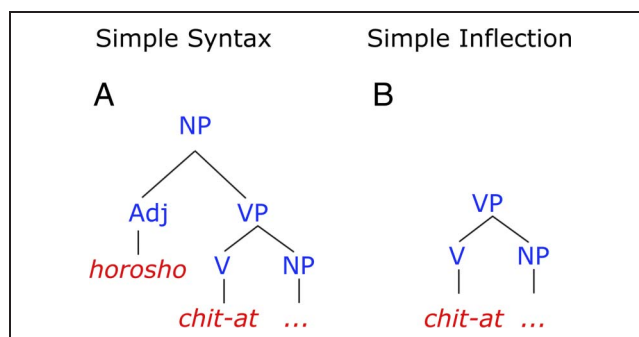 Simple Syntax Simple Inflection
A B
NP
Adj VP VP
horosho V NP V NP
chit-at ... chit-at ...